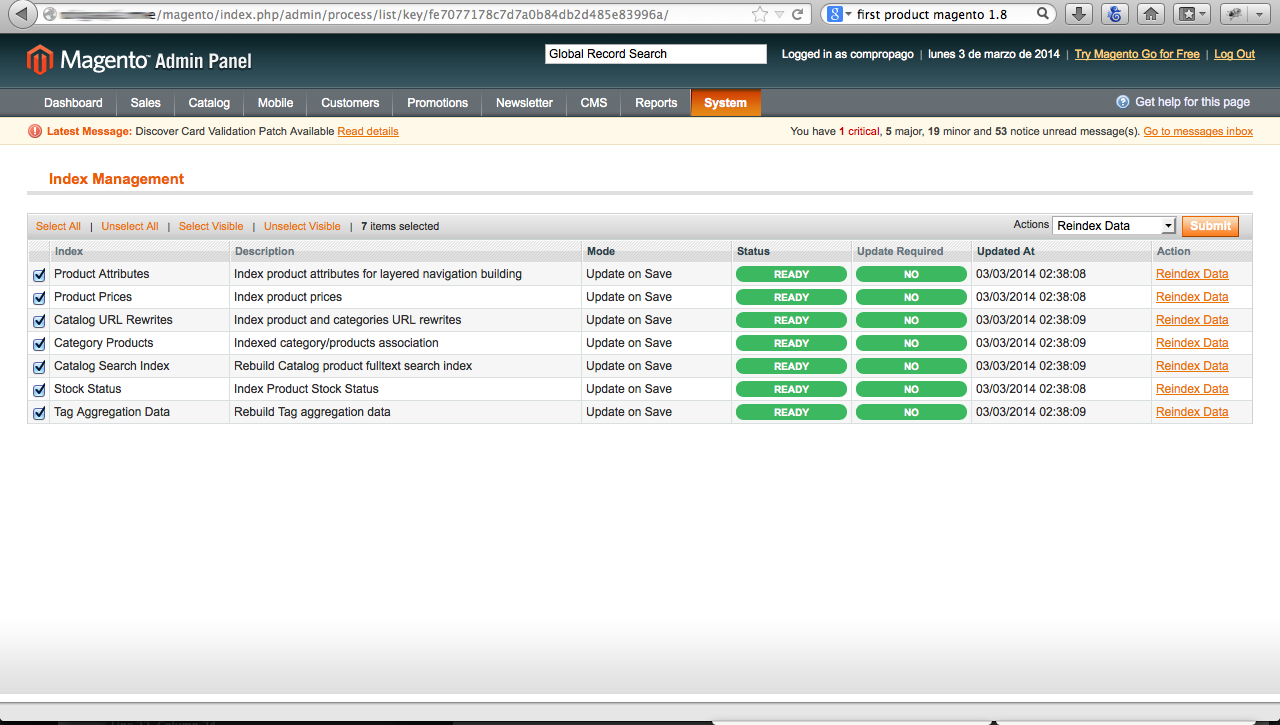 /magento/index.php/admin/process/list/key/fe7077178c7d7a0b84db2d485e83996a/ first product magento 1.8
Magento Admin Panel Global Record Search Logged in as compropago | lunes 3 de marzo de 2014 | Try Magento Go for Free | Log Out
Dashboard Sales Catalog Mobile Customers Promotions Newsletter CMS Reports System Get help for this page
Latest Message: Discover Card Validation Patch Available Read details You have 1 critical, 5 major, 19 minor and 53 notice unread message(s). Go to messages inbox
Index Management
Select All | Unselect All | Select Visible | Unselect Visible | 7 items selected Actions Reindex Data Submit
Index Description Mode Status Update Required Updated At Action
Product Attributes Index product attributes for layered navigation building Update on Save READY NO 03/03/2014 02:38:08 Reindex Data
Product Prices Index product prices Update on Save READY NO 03/03/2014 02:38:08 Reindex Data
Catalog URL Rewrites Index product and categories URL rewrites Update on Save READY NO 03/03/2014 02:38:09 Reindex Data
Category Products Indexed category/products association Update on Save READY NO 03/03/2014 02:38:09 Reindex Data
Catalog Search Index Rebuild Catalog product fulltext search index Update on Save READY NO 03/03/2014 02:38:09 Reindex Data
Stock Status Index Product Stock Status Update on Save READY NO 03/03/2014 02:38:08 Reindex Data
Tag Aggregation Data Rebuild Tag aggregation data Update on Save READY NO 03/03/2014 02:38:09 Reindex Data